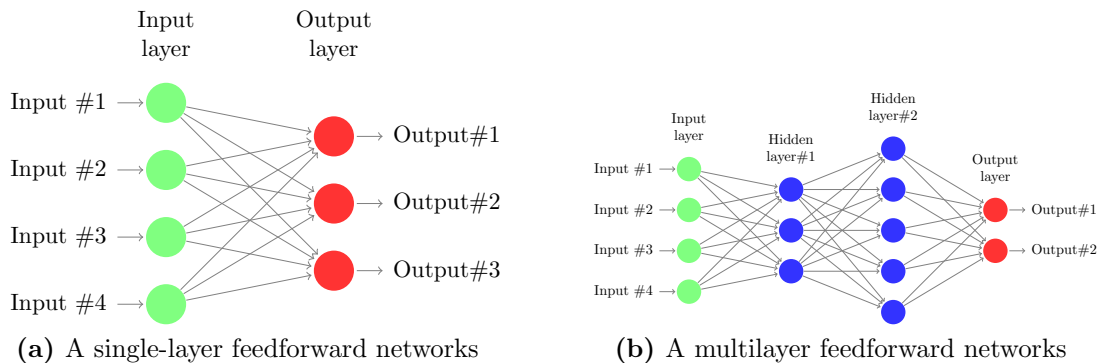 Input
layer
Output
layer
Input #1
Input #2
Input #3
Input #4
Output#1
Output#2
Output#3
(a) A single-layer feedforward networks
Input
layer
Hidden
layer#1
Hidden
layer#2
Output
layer
Input #1
Input #2
Input #3
Input #4
Output#1
Output#2
(b) A multilayer feedforward networks